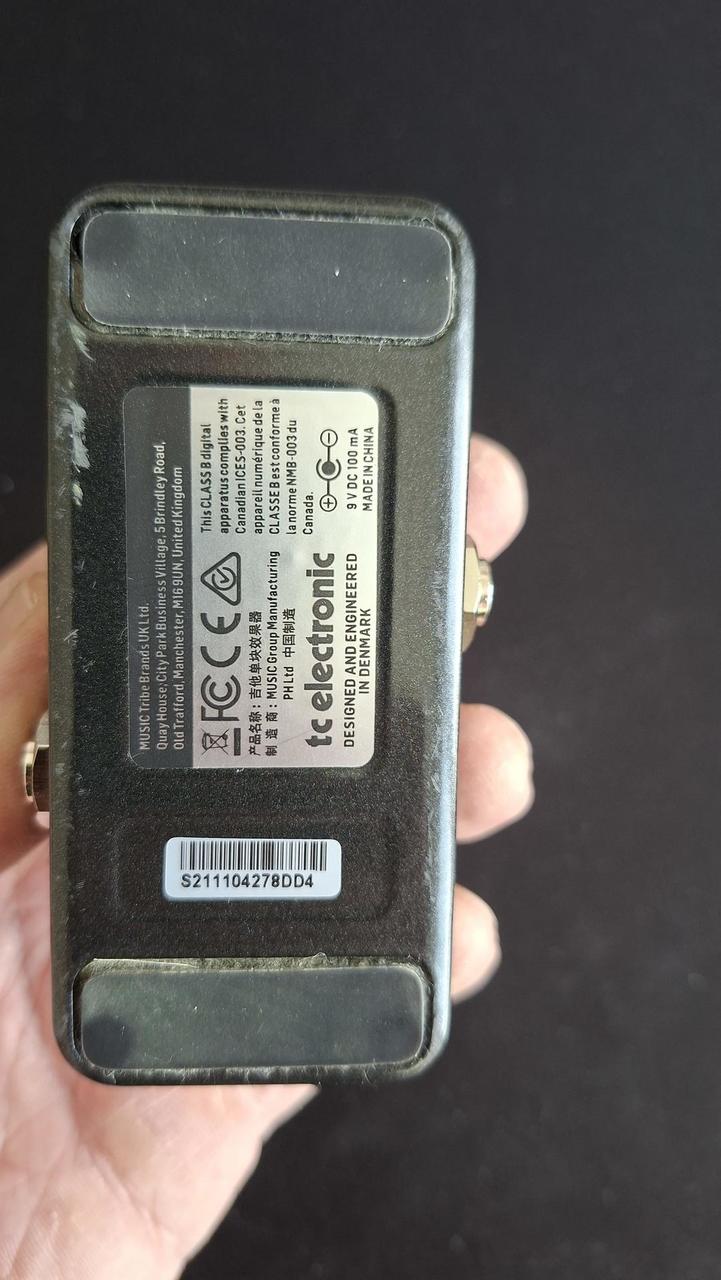 MUSIC Tribe Brands UK Ltd.
Quay House, City Park Business Village, 5 Brindley Road,
Old Trafford, Manchester, M16 9UN, United Kingdom
FC CE
产品名称：吉他单块效果器
制 造 商：MUSIC Group Manufacturing
PH Ltd 中国制造
tc electronic
DESIGNED AND ENGINEERED
IN DENMARK
This CLASS B digital
apparatus complies with
Canadian ICES-003. Cet
appareil numérique de la
CLASSE B est conforme à
la norme NMB-003 du
Canada.
9 V DC 100 mA
MADE IN CHINA
S211104278DD4